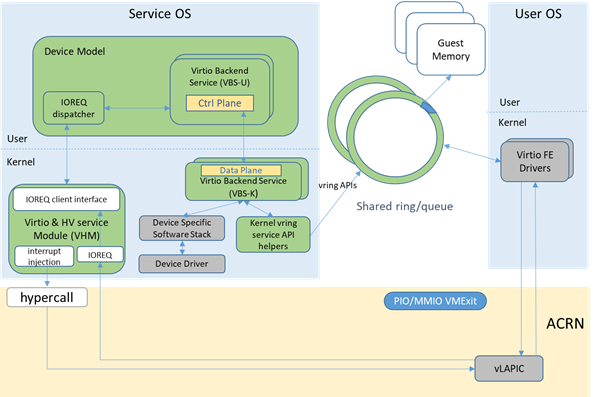 Service OS
User OS
Device Model
Virtio Backend
Service (VBS-U)
Ctrl Plane
IOREQ
dispatcher
Guest
Memory
User
Kernel
User
Kernel
Data Plane
Virtio Backend Service
(VBS-K)
Virtio FE
Drivers
IOREQ client interface
Virtio & HV service
Module (VHM)
interrupt
injection
IOREQ
Device Specific
Software Stack
Device Driver
Kernel vring
service API
helpers
vring APIs
Shared ring/queue
hypercall
PIO/MMIO VMExit
ACRN
vLAPIC